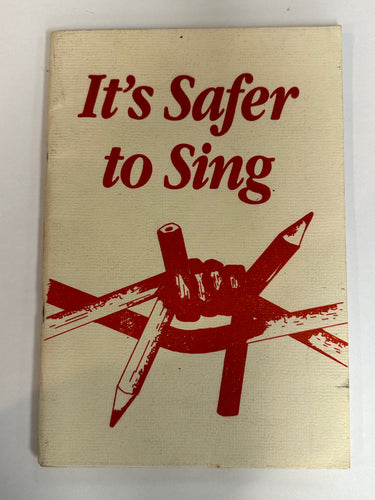 It's Safer
to Sing